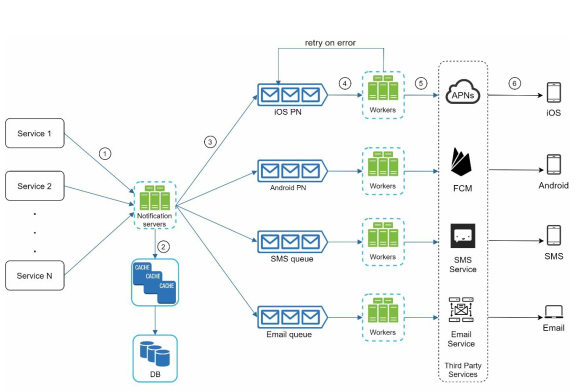 retry on error
Service 1
Service 2
Service N
1
Notification
servers
2
CACHE
CACHE
CACHE
DB
3
iOS PN
Android PN
SMS queue
Email queue
4
Workers
Workers
Workers
Workers
5
APNs
FCM
SMS
Service
Email
Service
Third Party
Services
6
iOS
Android
SMS
Email